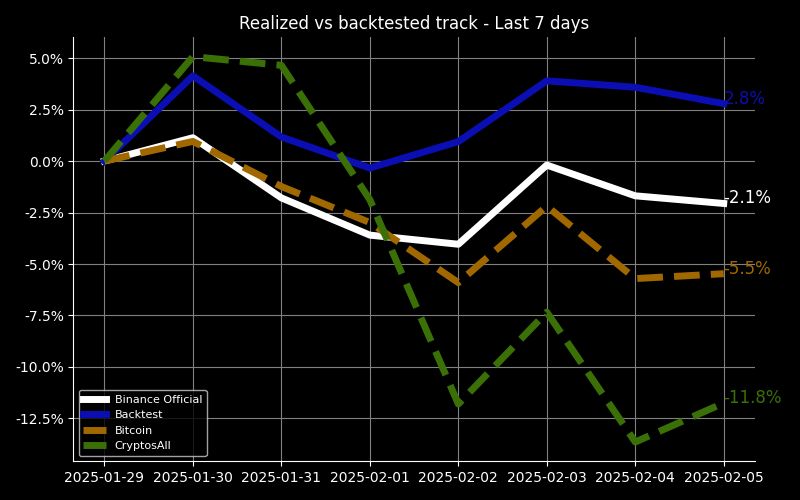 Realized vs backtested track - Last 7 days
5.0%
2.5%
0.0%
-2.5%
-5.0%
-7.5%
-10.0%
-12.5%
2.8%
-2.1%
-5.5%
-11.8%
Binance Official
Backtest
Bitcoin
CryptosAll
2025-01-29 2025-01-30 2025-01-31 2025-02-01 2025-02-02 2025-02-03 2025-02-04 2025-02-05